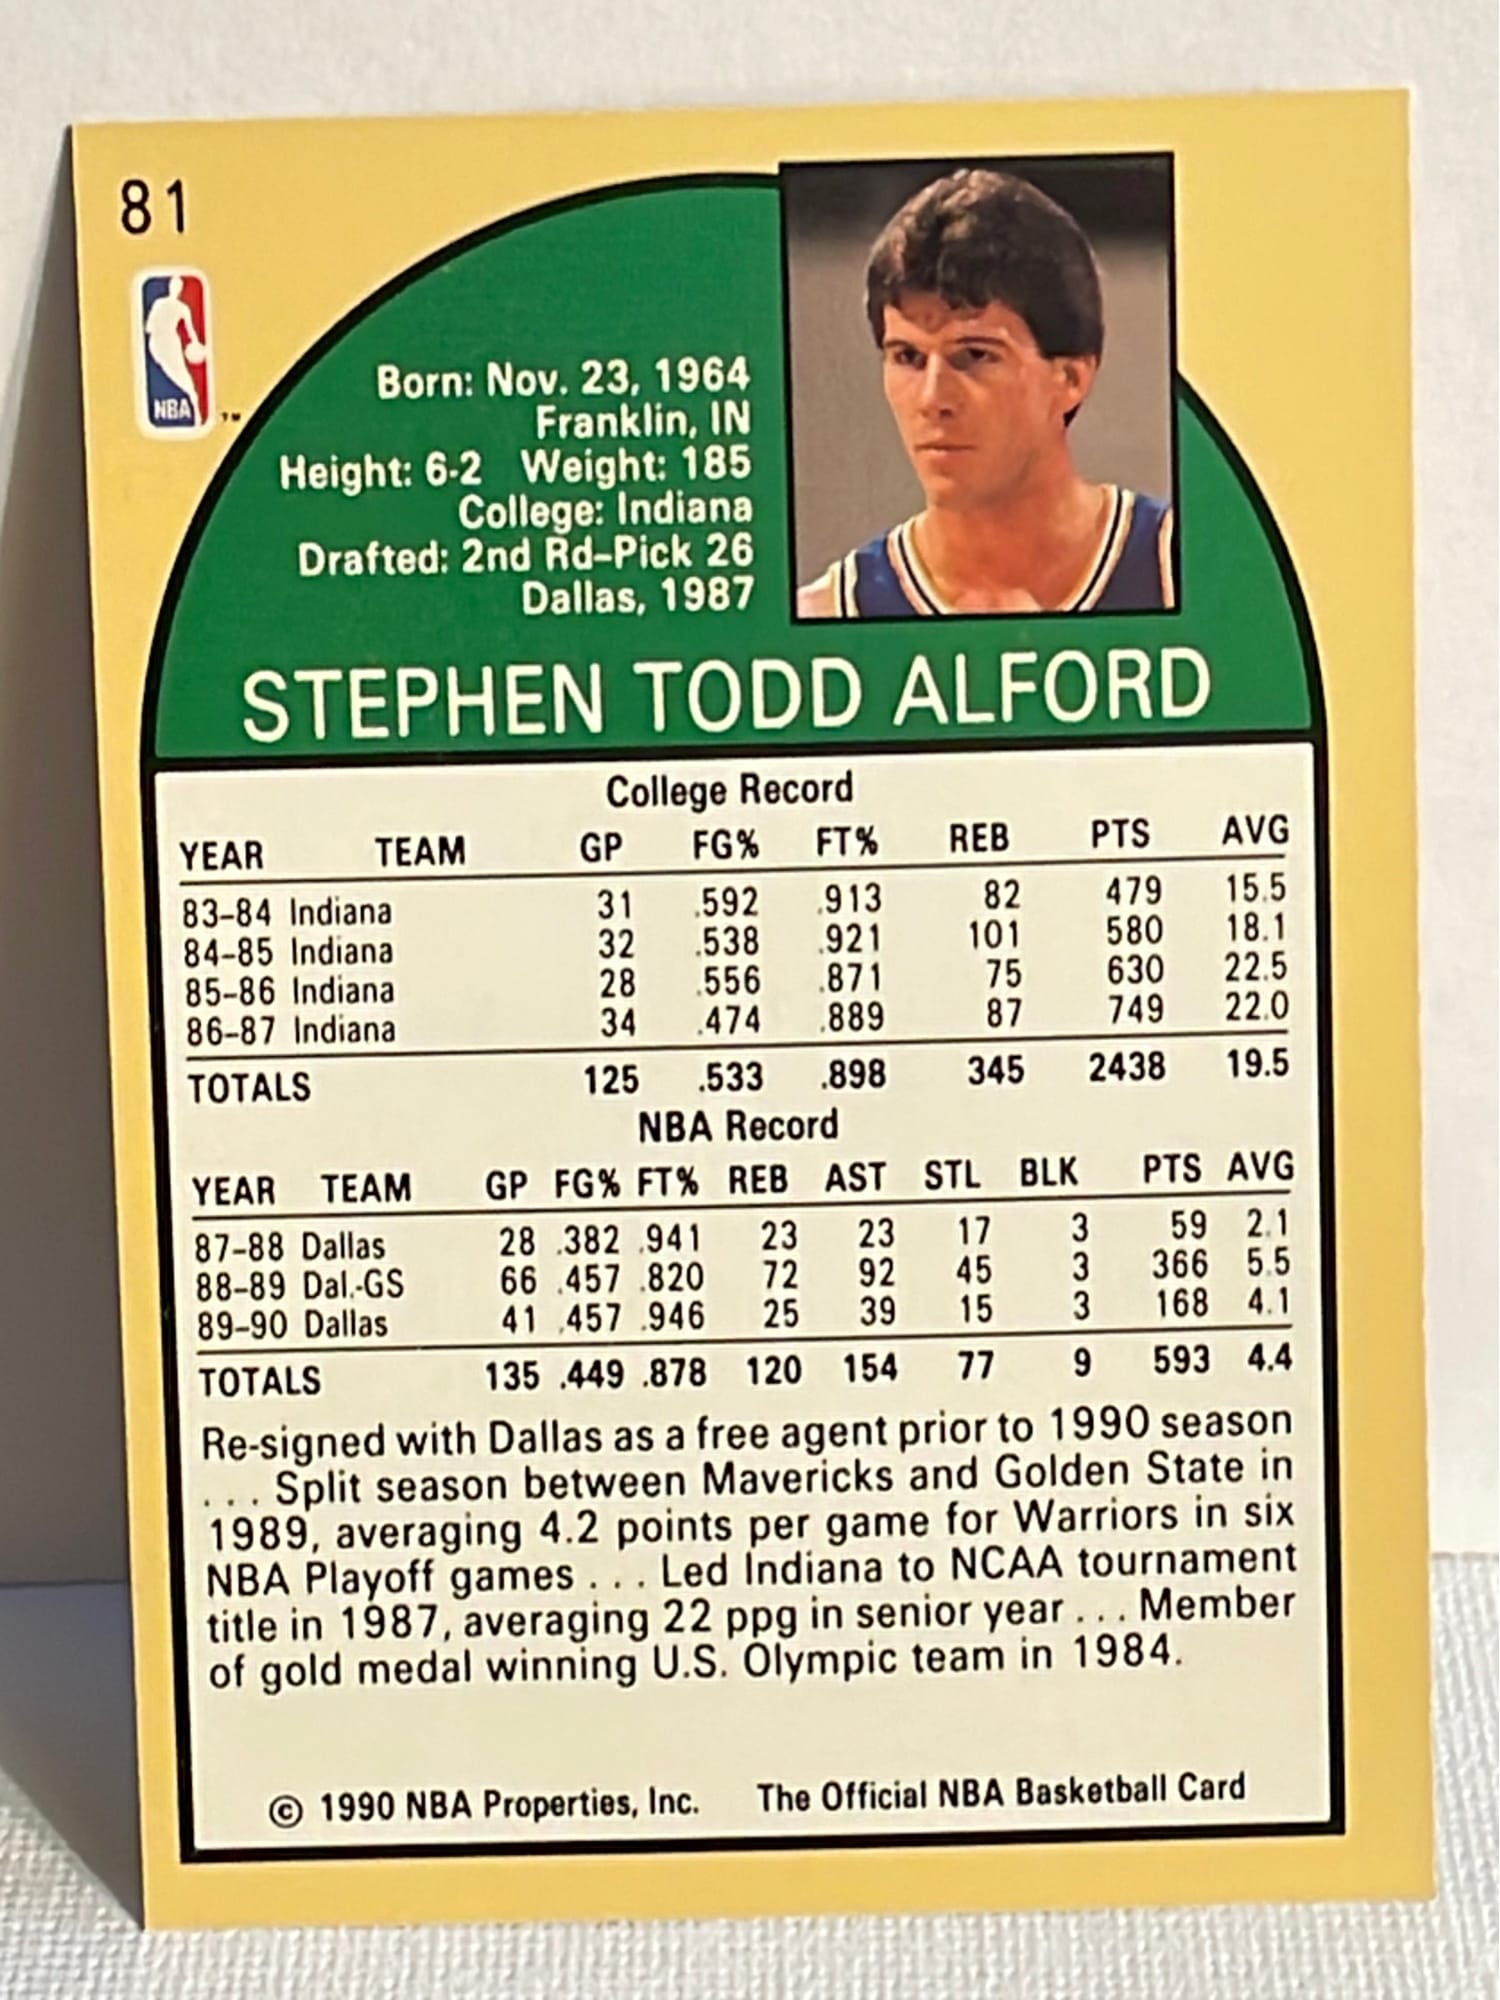 81
NBA
TM
Born: Nov. 23, 1964
Franklin, IN
Height: 6-2 Weight: 185
College: Indiana
Drafted: 2nd Rd–Pick 26
Dallas, 1987
STEPHEN TODD ALFORD
College Record
YEAR TEAM GP FG% FT% REB PTS AVG
83–84 Indiana 31 .592 .913 82 479 15.5
84–85 Indiana 32 .538 .921 101 580 18.1
85–86 Indiana 28 .556 .871 75 630 22.5
86–87 Indiana 34 .474 .889 87 749 22.0
TOTALS 125 .533 .898 345 2438 19.5
NBA Record
YEAR TEAM GP FG% FT% REB AST STL BLK PTS AVG
87–88 Dallas 28 .382 .941 23 23 17 3 59 2.1
88–89 Dal.-GS 66 .457 .820 72 92 45 3 366 5.5
89–90 Dallas 41 .457 .946 25 39 15 3 168 4.1
TOTALS 135 .449 .878 120 154 77 9 593 4.4
Re-signed with Dallas as a free agent prior to 1990 season
. . . Split season between Mavericks and Golden State in
1989, averaging 4.2 points per game for Warriors in six
NBA Playoff games . . . Led Indiana to NCAA tournament
title in 1987, averaging 22 ppg in senior year . . . Member
of gold medal winning U.S. Olympic team in 1984.
© 1990 NBA Properties, Inc. The Official NBA Basketball Card